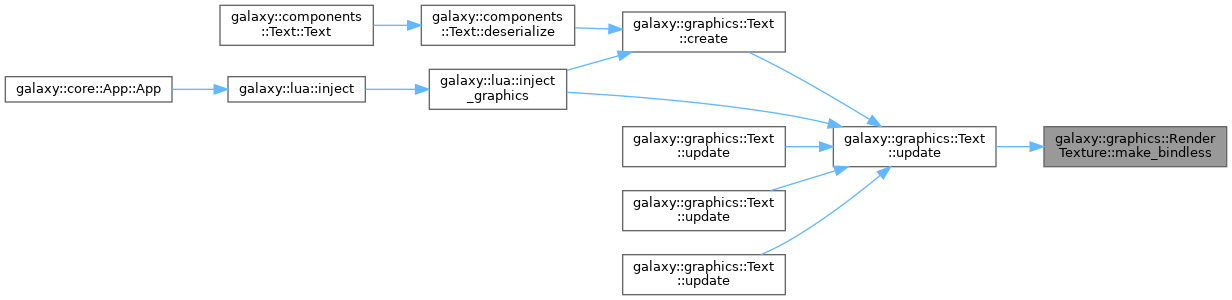 galaxy::components
::Text::Text
galaxy::components
::Text::deserialize
galaxy::graphics::Text
::create
galaxy::core::App::App
galaxy::lua::inject
galaxy::lua::inject
_graphics
galaxy::graphics::Text
::update
galaxy::graphics::Text
::update
galaxy::graphics::Render
Texture::make_bindless
galaxy::graphics::Text
::update
galaxy::graphics::Text
::update